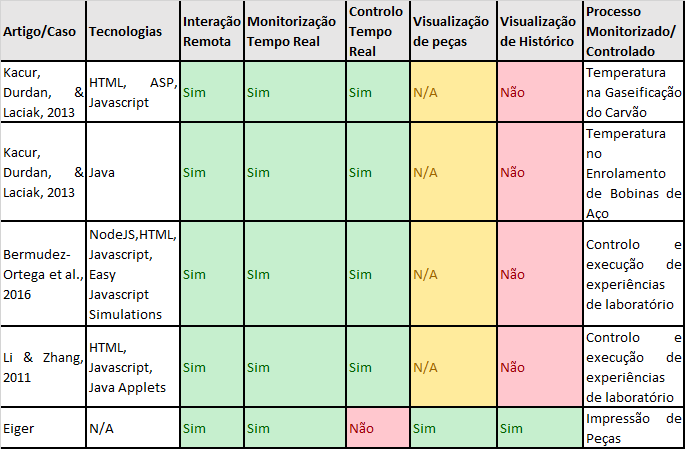 Artigo/Caso Tecnologias Interação Remota Monitorização Tempo Real Controlo Tempo Real Visualização de peças Visualização de Histórico Processo Monitorizado/ Controlado
Kacur, Durdan, & Laciak, 2013 HTML, ASP, Javascript Sim Sim Sim N/A Não Temperatura na Gaseificação do Carvão
Kacur, Durdan, & Laciak, 2013 Java Sim Sim Sim N/A Não Temperatura no Enrolamento de Bobinas de Aço
Bermudez-Ortega et al., 2016 NodeJS,HTML, Javascript, Easy Javascript Simulations Sim SIm Sim N/A Não Controlo e execução de experiências de laboratório
Li & Zhang, 2011 HTML, Javascript, Java Applets Sim Sim Sim N/A Não Controlo e execução de experiências de laboratório
Eiger N/A Sim Sim Não Sim Sim Impressão de Peças